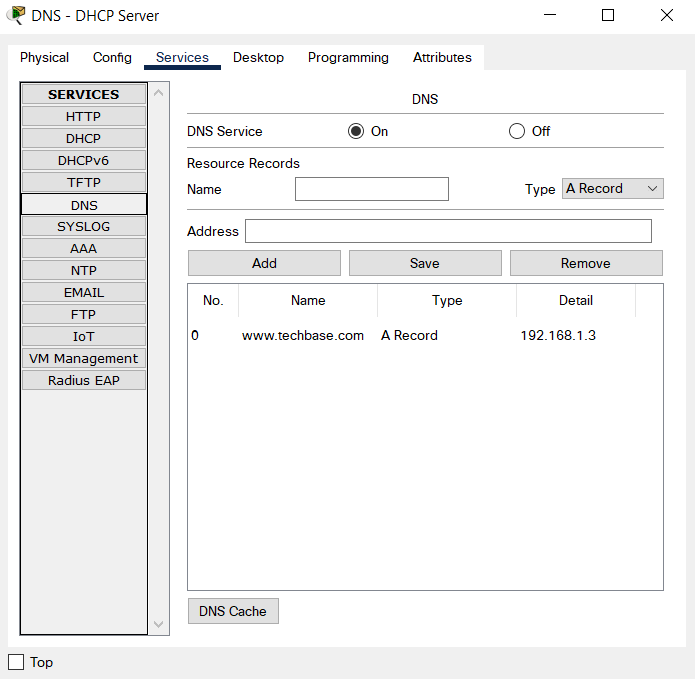 DNS - DHCP Server
Physical Config Services Desktop Programming Attributes
SERVICES
HTTP
DHCP
DHCPv6
TFTP
DNS
SYSLOG
AAA
NTP
EMAIL
FTP
IoT
VM Management
Radius EAP
DNS
DNS Service On Off
Resource Records
Name Type A Record
Address
Add Save Remove
No. Name Type Detail
0 www.techbase.com A Record 192.168.1.3
DNS Cache
Top